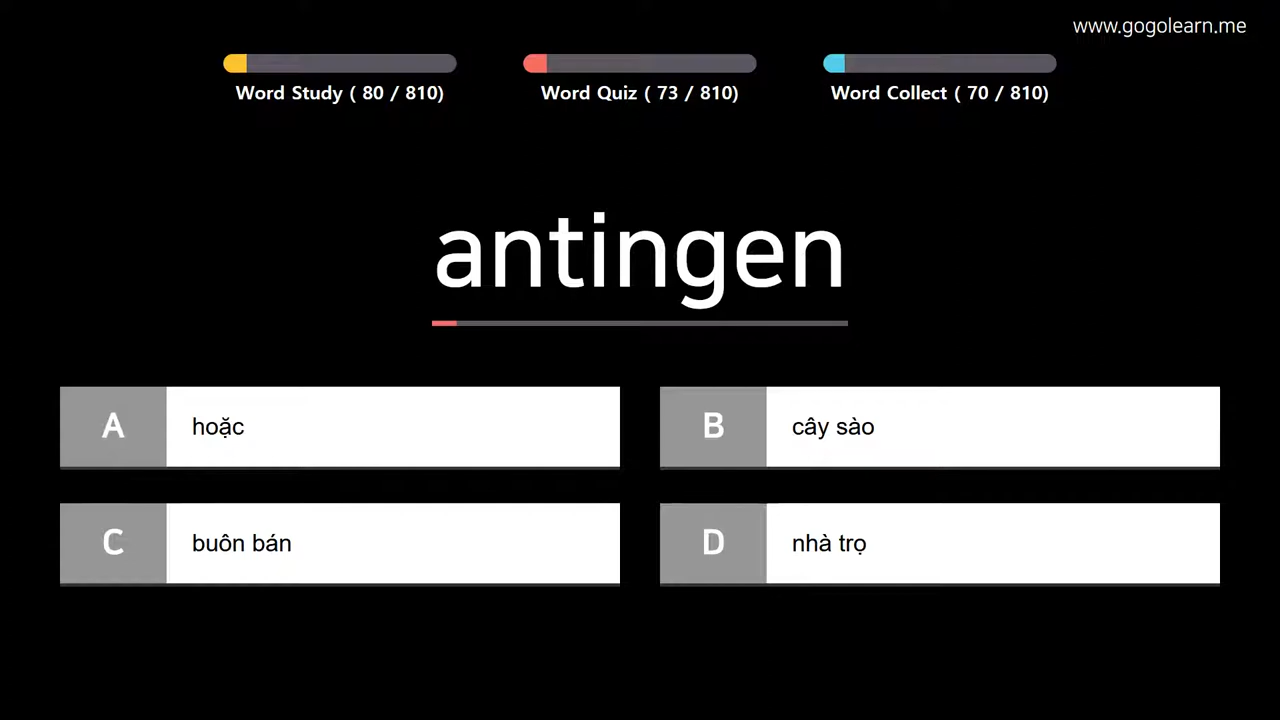 www.gogolearn.me
Word Study ( 80 / 810)
Word Quiz ( 73 / 810)
Word Collect ( 70 / 810)
antingen
A hoặc
B cây sào
C buôn bán
D nhà trọ